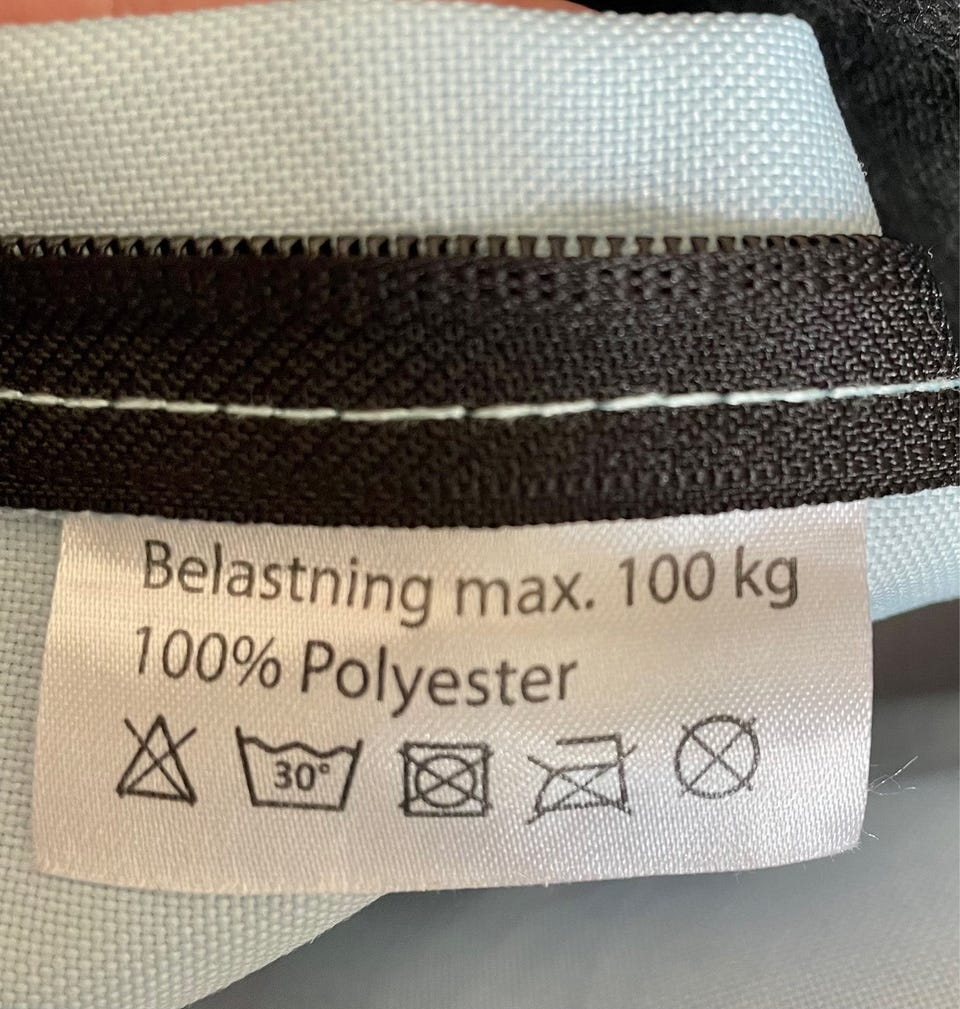 Belastning max. 100 kg
100% Polyester
30°